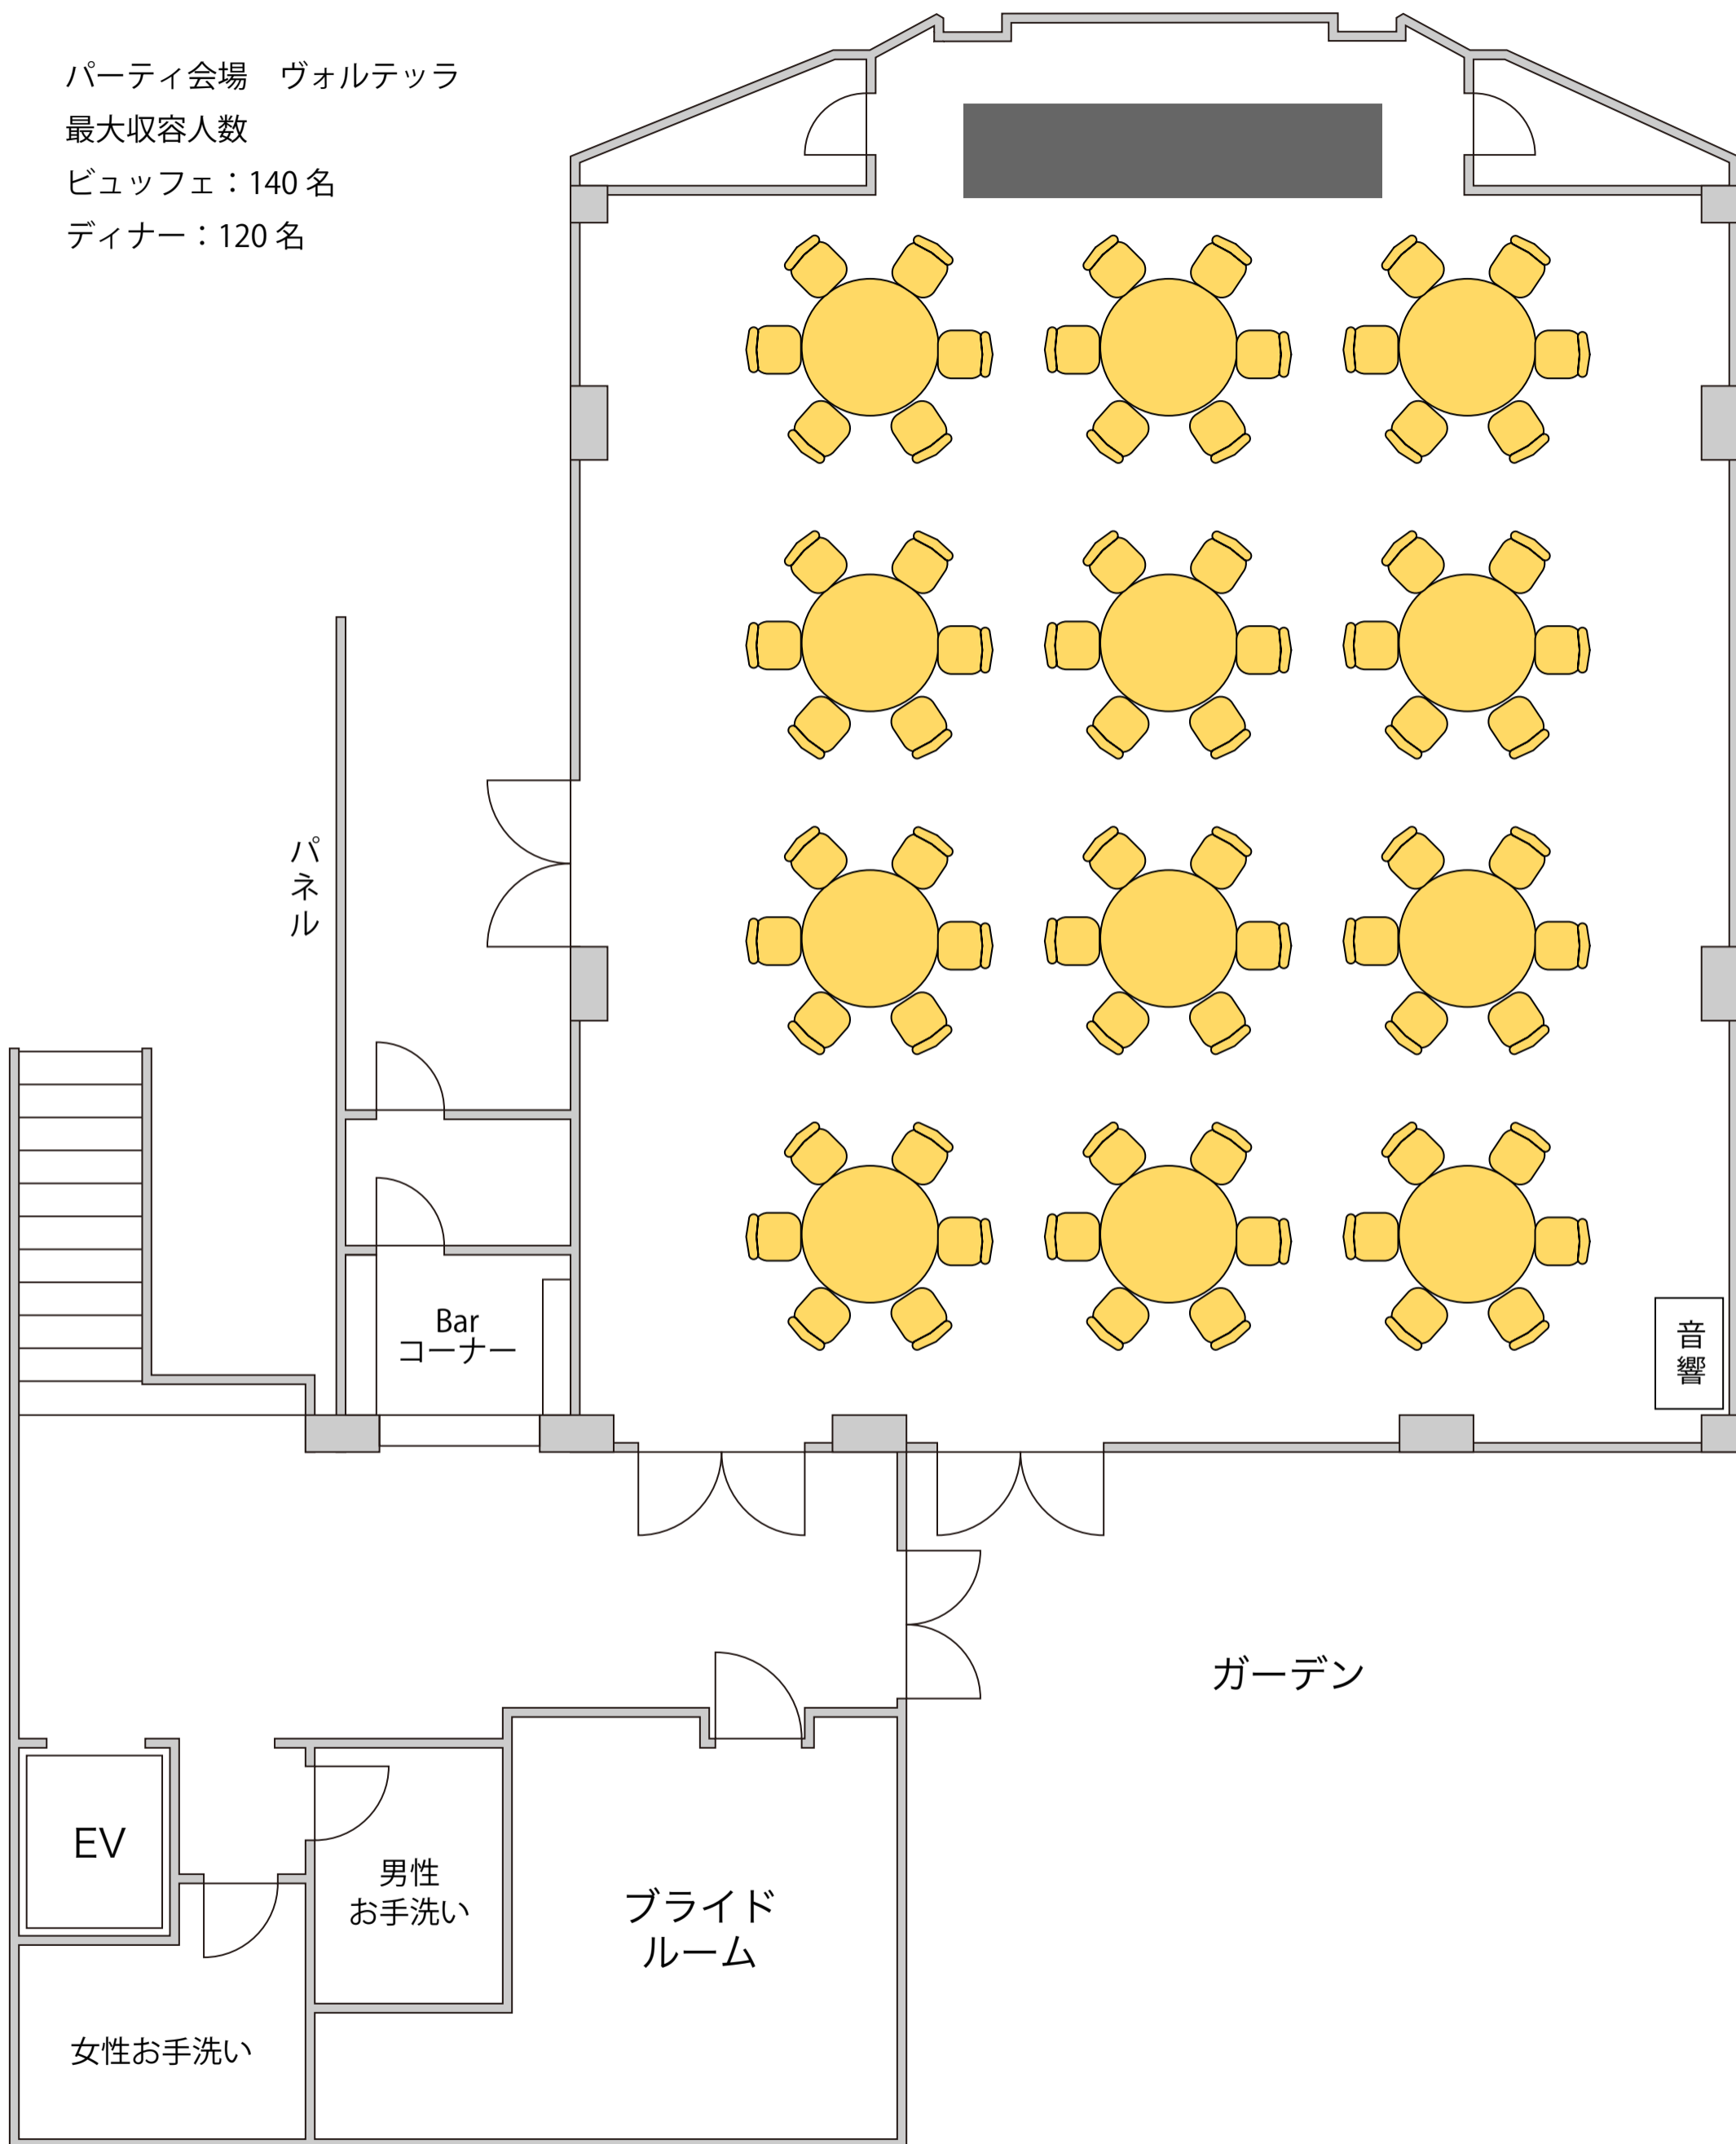 パーティ会場　ヴォルテッラ
最大収容人数
ビュッフェ：140 名
ディナー：120 名
パネル
Bar
コーナー
音響
ガーデン
EV
男性
お手洗い
ブライド
ルーム
女性お手洗い